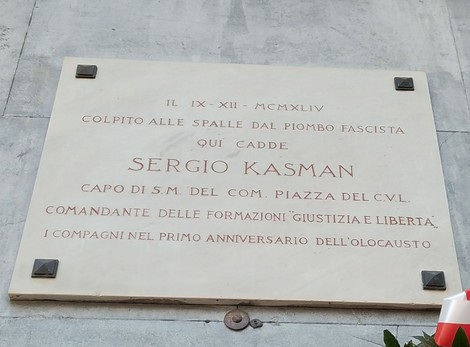 IL IX - XII - MCMXLIV
COLPITO ALLE SPALLE DAL PIOMBO FASCISTA
QUI CADDE
SERGIO KASMAN
CAPO DI S.M. DEL COM. PIAZZA DEL C.V.L.
COMANDANTE DELLE FORMAZIONI "GIUSTIZIA E LIBERTA'"
I COMPAGNI NEL PRIMO ANNIVERSARIO DELL'OLOCAUSTO